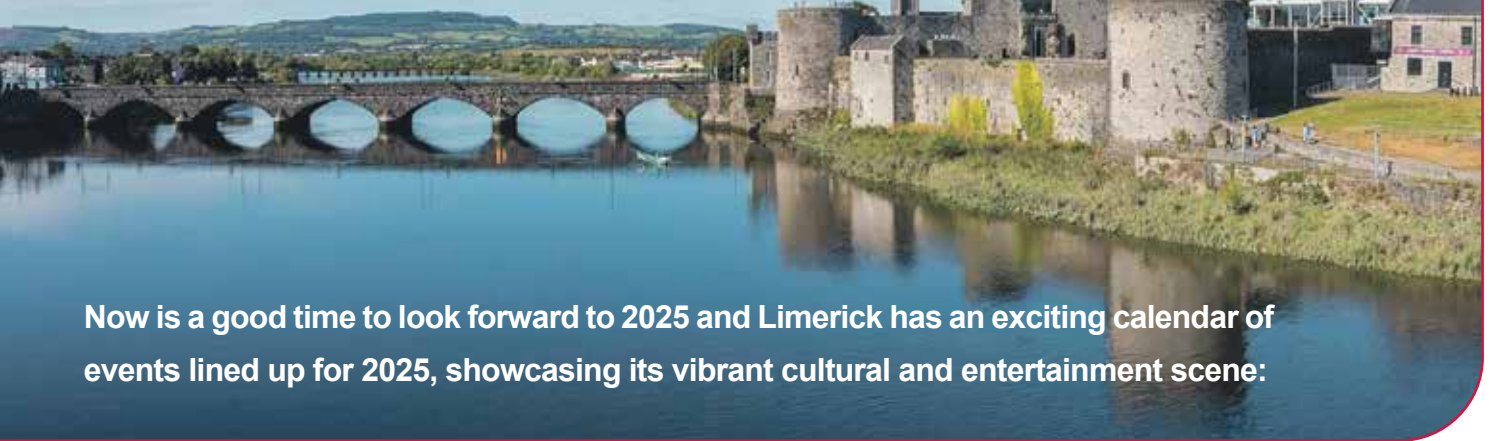 Now is a good time to look forward to 2025 and Limerick has an exciting calendar of
events lined up for 2025, showcasing its vibrant cultural and entertainment scene: